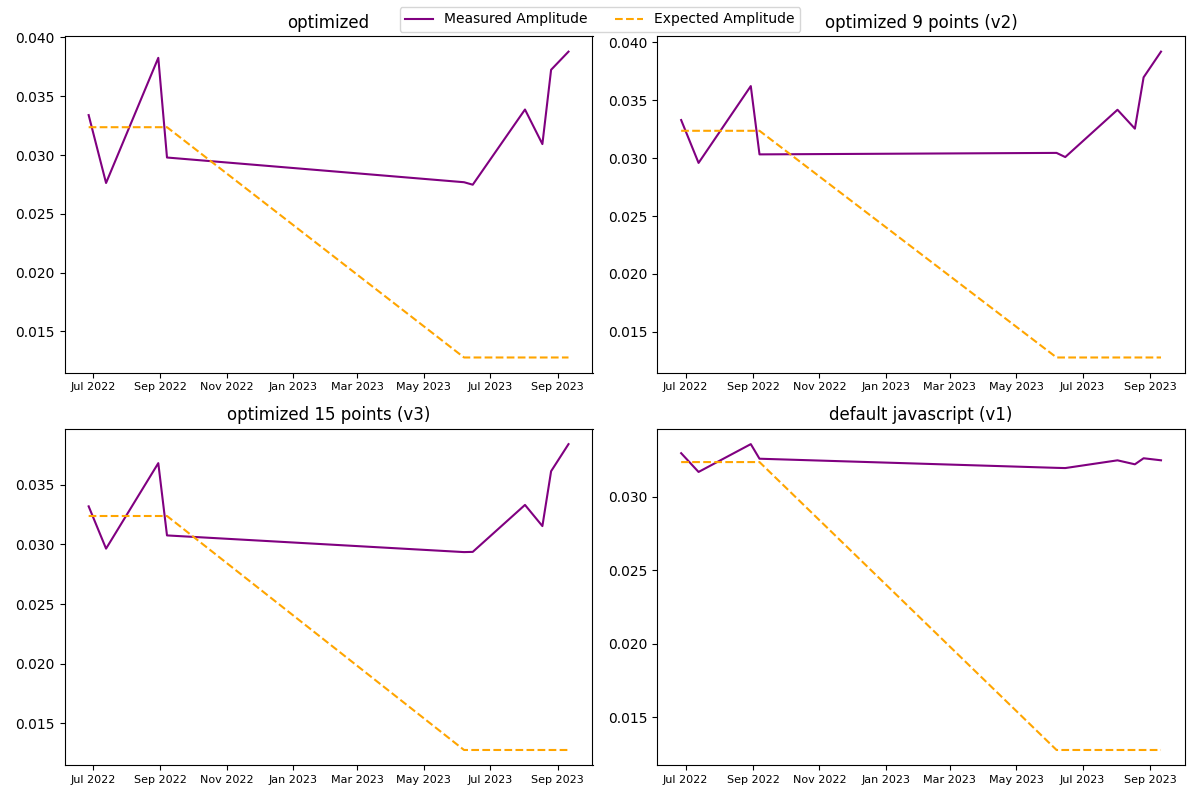 Measured Amplitude
Expected Amplitude
optimized
0.040
0.035
0.030
0.025
0.020
0.015
Jul 2022 Sep 2022 Nov 2022 Jan 2023 Mar 2023 May 2023 Jul 2023 Sep 2023
optimized 9 points (v2)
0.040
0.035
0.030
0.025
0.020
0.015
Jul 2022 Sep 2022 Nov 2022 Jan 2023 Mar 2023 May 2023 Jul 2023 Sep 2023
optimized 15 points (v3)
0.035
0.030
0.025
0.020
0.015
Jul 2022 Sep 2022 Nov 2022 Jan 2023 Mar 2023 May 2023 Jul 2023 Sep 2023
default javascript (v1)
0.030
0.025
0.020
0.015
Jul 2022 Sep 2022 Nov 2022 Jan 2023 Mar 2023 May 2023 Jul 2023 Sep 2023